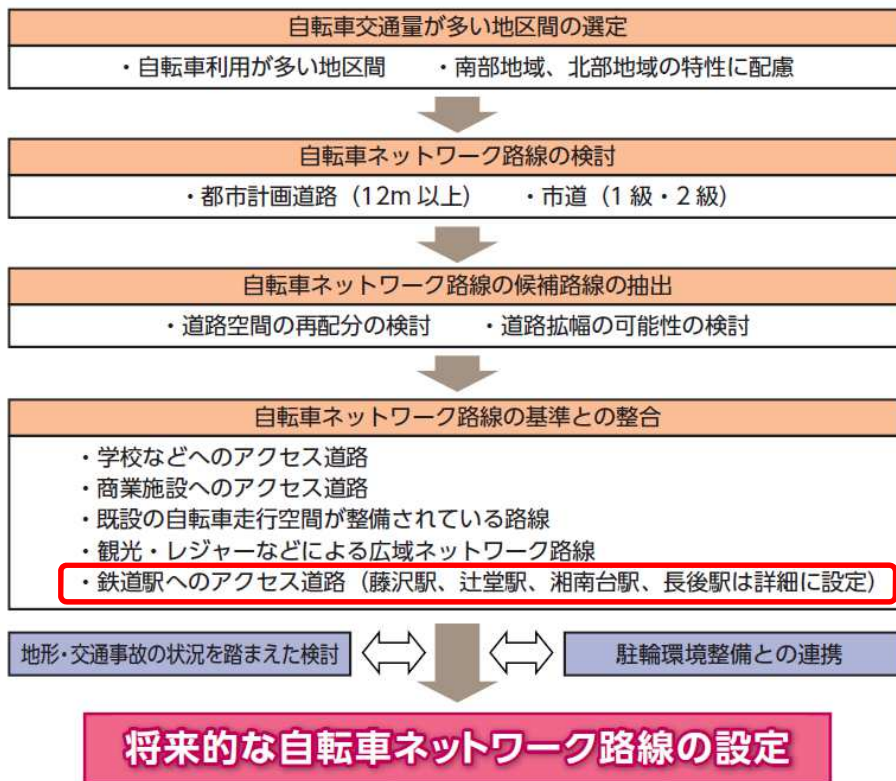 自転車交通量が多い地区間の選定
・自転車利用が多い地区間 ・南部地域、北部地域の特性に配慮
自転車ネットワーク路線の検討
・都市計画道路（12m 以上） ・市道（1 級・2 級）
自転車ネットワーク路線の候補路線の抽出
・道路空間の再配分の検討 ・道路拡幅の可能性の検討
自転車ネットワーク路線の基準との整合
・学校などへのアクセス道路
・商業施設へのアクセス道路
・既設の自転車走行空間が整備されている路線
・観光・レジャーなどによる広域ネットワーク路線
・鉄道駅へのアクセス道路（藤沢駅、辻堂駅、湘南台駅、長後駅は詳細に設定）
地形・交通事故の状況を踏まえた検討
駐輪環境整備との連携
将来的な自転車ネットワーク路線の設定